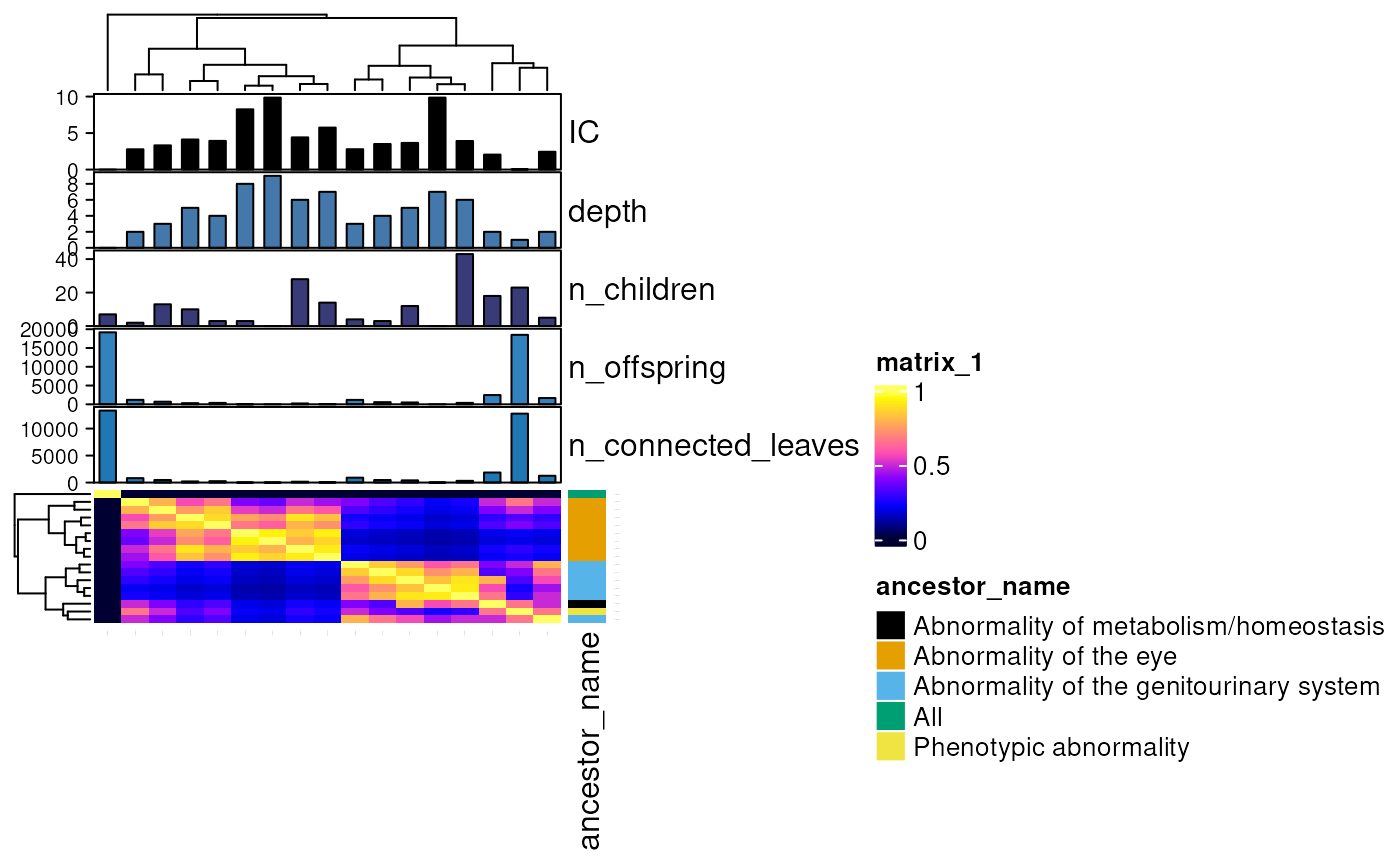 10
5
0
IC
8
6
4
2
0
depth
40
20
0
n_children
20000
15000
10000
5000
0
n_offspring
10000
5000
0
n_connected_leaves
matrix_1
1
0.5
0
ancestor_name
Abnormality of metabolism/homeostasis
Abnormality of the eye
Abnormality of the genitourinary system
All
Phenotypic abnormality
ancestor_name